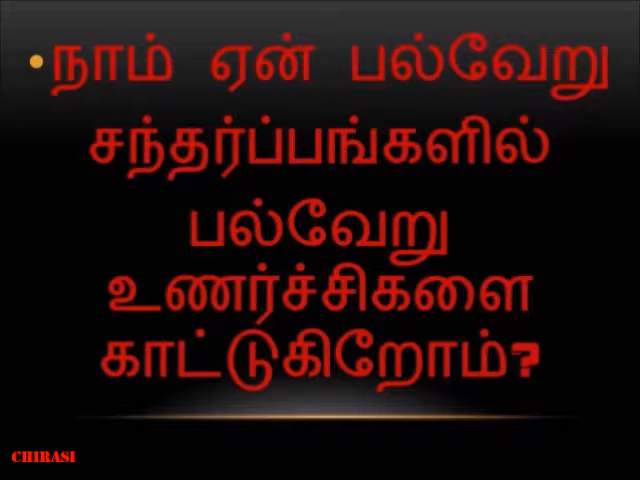 •நாம் ஏன் பல்வேறு
சந்தர்ப்பங்களில்
பல்வேறு
உணர்ச்சிகளை
காட்டுகிறோம்?
CHIRASI